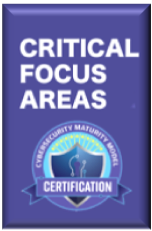 CRITICAL
FOCUS
AREAS
CYBERSECURITY MATURITY MODEL
CERTIFICATION